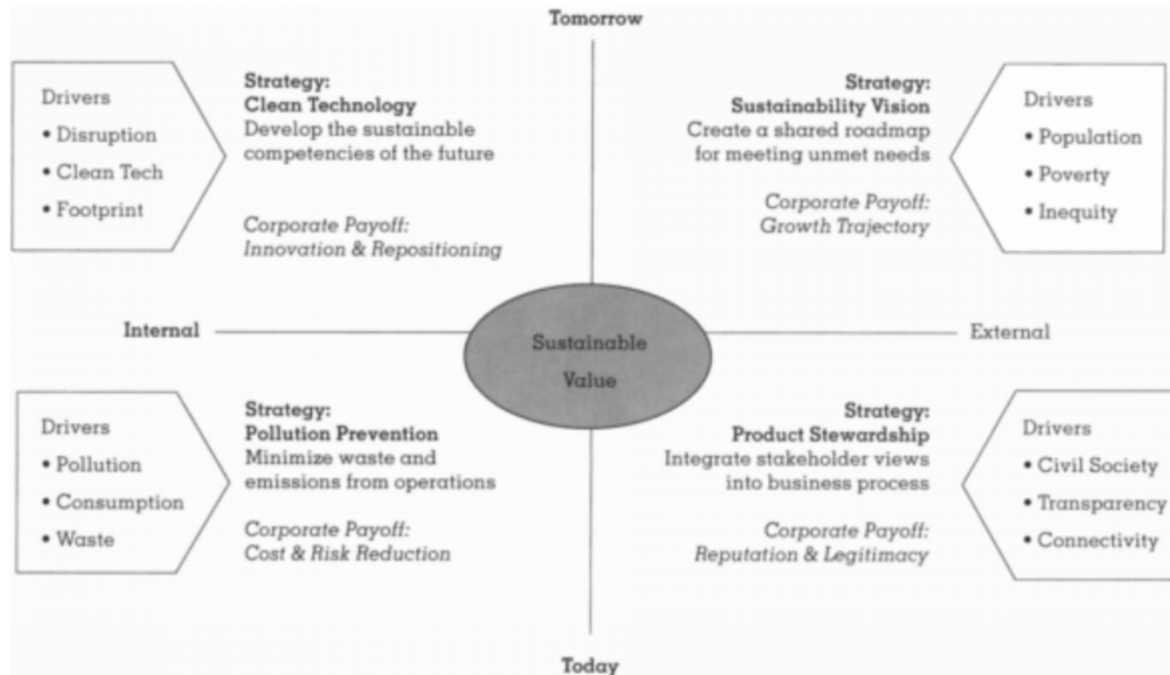 Tomorrow
Drivers
• Disruption
• Clean Tech
• Footprint
Strategy:
Clean Technology
Develop the sustainable
competencies of the future
Corporate Payoff:
Innovation & Repositioning
Strategy:
Sustainability Vision
Create a shared roadmap
for meeting unmet needs
Corporate Payoff:
Growth Trajectory
Drivers
• Population
• Poverty
• Inequity
Internal
Sustainable
Value
External
Drivers
• Pollution
• Consumption
• Waste
Strategy:
Pollution Prevention
Minimize waste and
emissions from operations
Corporate Payoff:
Cost & Risk Reduction
Strategy:
Product Stewardship
Integrate stakeholder views
into business process
Corporate Payoff:
Reputation & Legitimacy
Drivers
• Civil Society
• Transparency
• Connectivity
Today